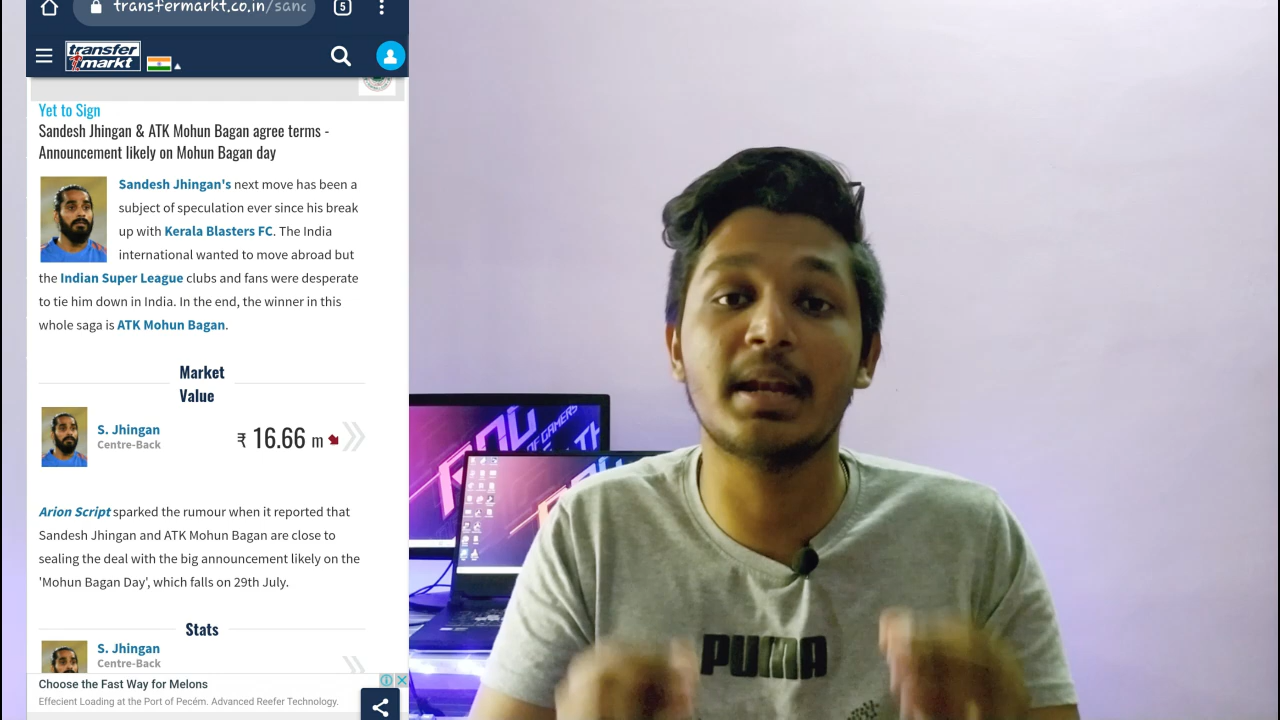 transfermarkt.co.in/sanc
5
transfer
markt
Yet to Sign
Sandesh Jhingan & ATK Mohun Bagan agree terms -
Announcement likely on Mohun Bagan day
Sandesh Jhingan's next move has been a
subject of speculation ever since his break
up with Kerala Blasters FC. The India
international wanted to move abroad but
the Indian Super League clubs and fans were desperate
to tie him down in India. In the end, the winner in this
whole saga is ATK Mohun Bagan.
Market
Value
S. Jhingan
Centre-Back
₹ 16.66 m
Arion Script sparked the rumour when it reported that
Sandesh Jhingan and ATK Mohun Bagan are close to
sealing the deal with the big announcement likely on the
'Mohun Bagan Day', which falls on 29th July.
Stats
S. Jhingan
Centre-Back
Choose the Fast Way for Melons
Effecient Loading at the Port of Pecém. Advanced Reefer Technology.
OF GAMERS
PUMA